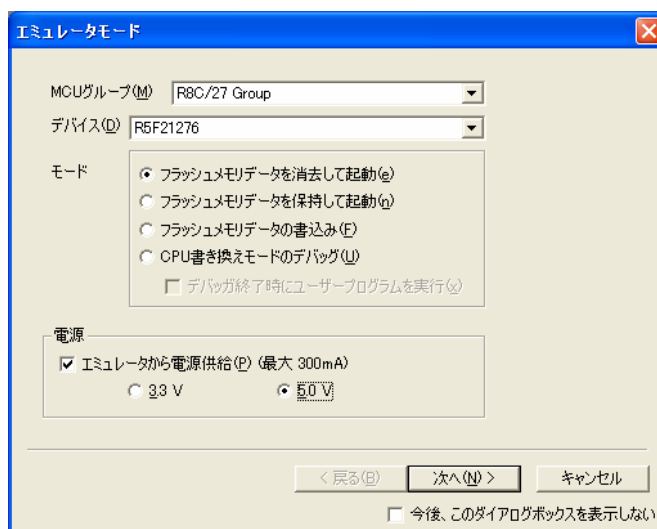 エミュレータモード
MCUグループ(M) R8C/27 Group
デバイス(D) R5F21276
モード
フラッシュメモリデータを消去して起動(e)
フラッシュメモリデータを保持して起動(n)
フラッシュメモリデータの書込み(F)
CPU書き換えモードのデバッグ(U)
デバッガ終了時にユーザープログラムを実行(x)
電源
エミュレータから電源供給(P) (最大 300mA)
3.3 V 5.0 V
< 戻る(B) 次へ(N) > キャンセル
今後、このダイアログボックスを表示しない